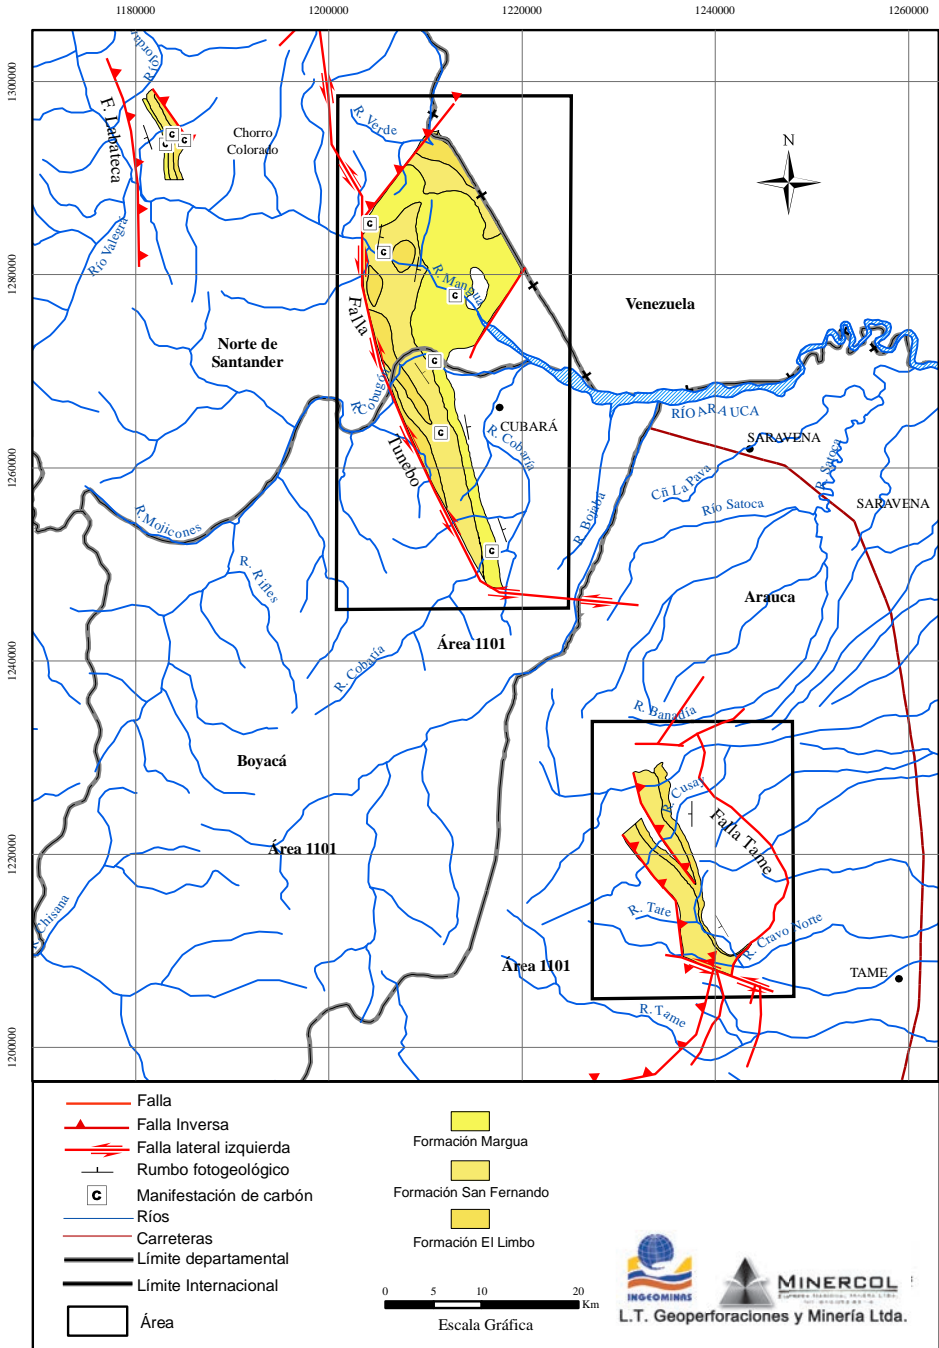 1180000
1200000
1220000
1240000
1260000
1300000
1280000
1260000
1240000
1220000
1200000
F. Labateca
Chorro
Colorado
R. Verde
N
Río Valegrá
R. Margua
Venezuela
Falla
Norte de
Santander
R. Cobugón
RÍO ARAUCA
CUBARÁ
SARAVENA
R. Cobaría
Tunebo
Cñ La Pava
R. Satoca
Río Satoca
SARAVENA
R. Mojicones
R. Bojabá
R. Rifles
Arauca
Área 1101
R. Cobaría
R. Banadía
Boyacá
R. Cusay
Falla Tame
Área 1101
R. Chisana
R. Tate
R. Cravo Norte
Área 1101
TAME
R. Tame
C
C
C
C
C
C
C
C
C
Falla
Falla Inversa
Falla lateral izquierda
Rumbo fotogeológico
C
Manifestación de carbón
Ríos
Carreteras
Límite departamental
Límite Internacional
Área
Formación Margua
Formación San Fernando
Formación El Limbo
0 5 10 20
Km
Escala Gráfica
INGEOMINAS
MINERCOL
L.T. Geoperforaciones y Minería Ltda.